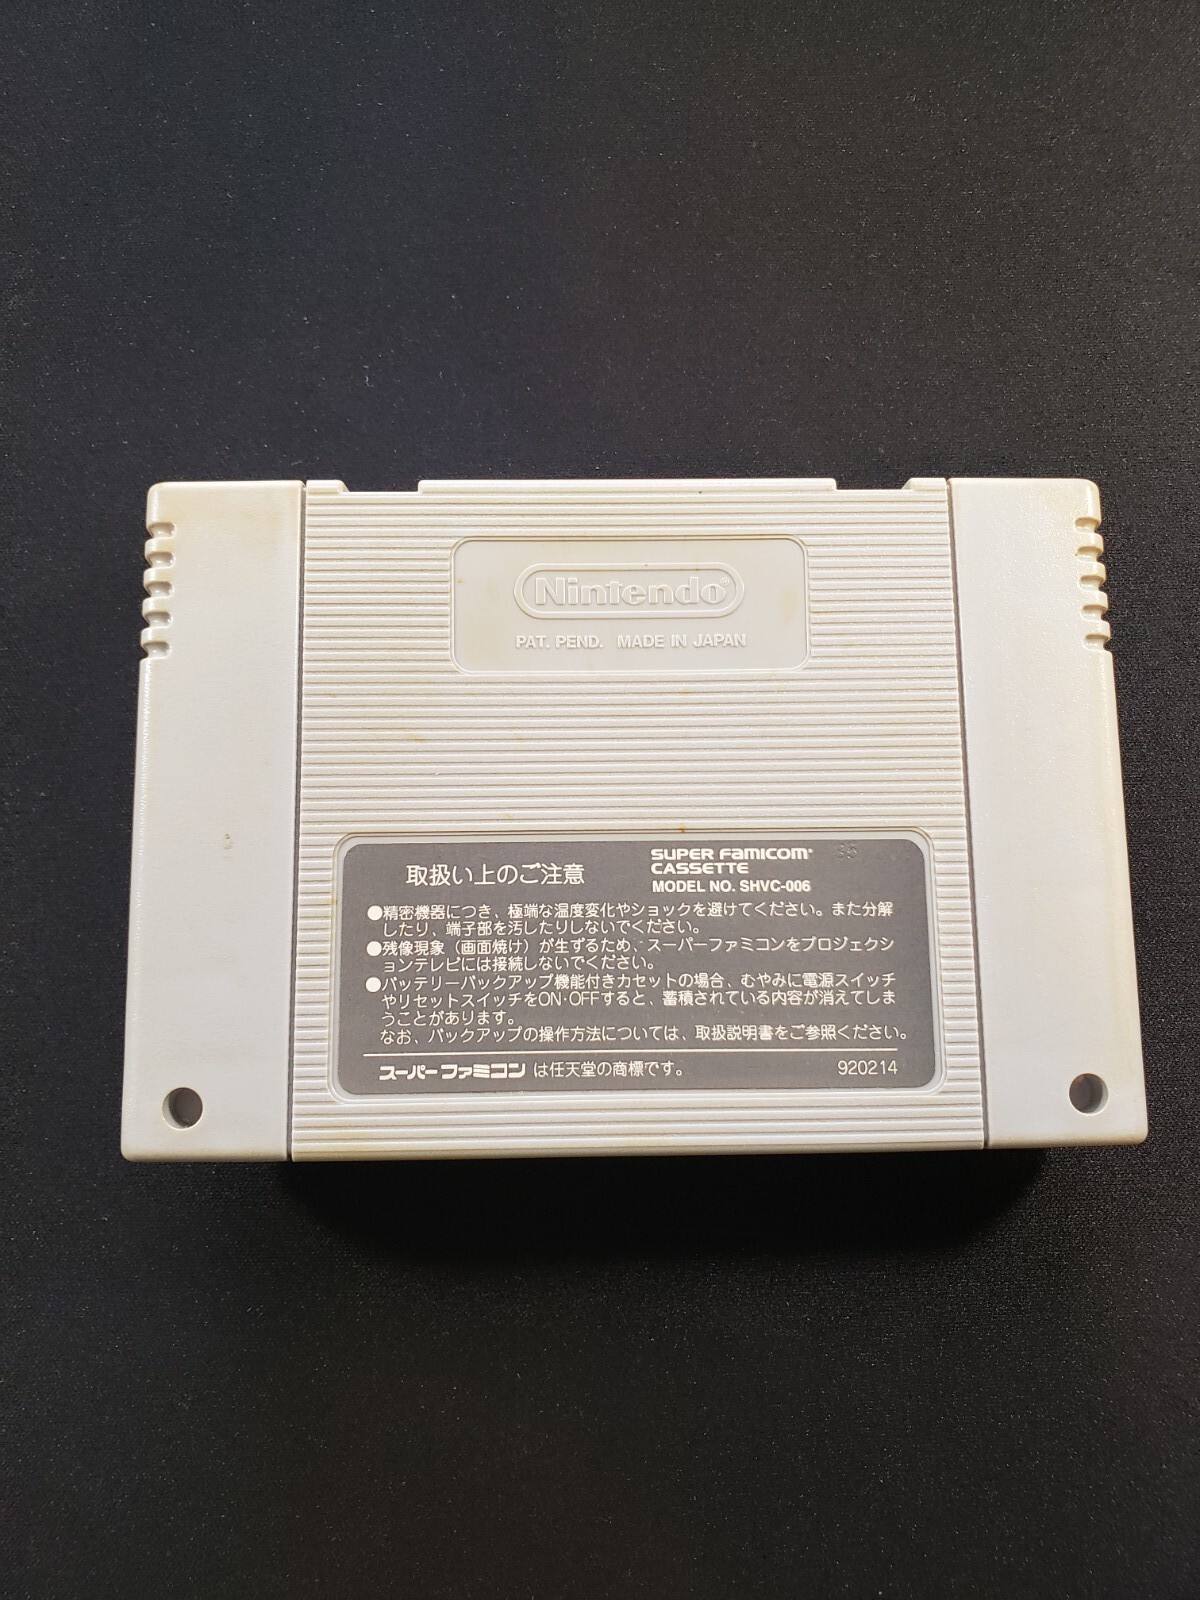 Nintendo®
PAT. PEND. MADE IN JAPAN
取扱い上のご注意
SUPER FAMICOM
CASSETTE
MODEL NO. SHVC-006
●精密機器につき、極端な温度変化やショックを避けてください。また分解
したり、端子部を汚したりしないでください。
●残像現象（画面焼け）が生ずるため、スーパーファミコンをプロジェクシ
ョンテレビには接続しないでください。
●バッテリーバックアップ機能付きカセットの場合、むやみに電源スイッチ
やリセットスイッチをON・OFFすると、蓄積されている内容が消えてしま
うことがあります。
なお、バックアップの操作方法については、取扱説明書をご参照ください。
スーパーファミコン は任天堂の商標です。 920214